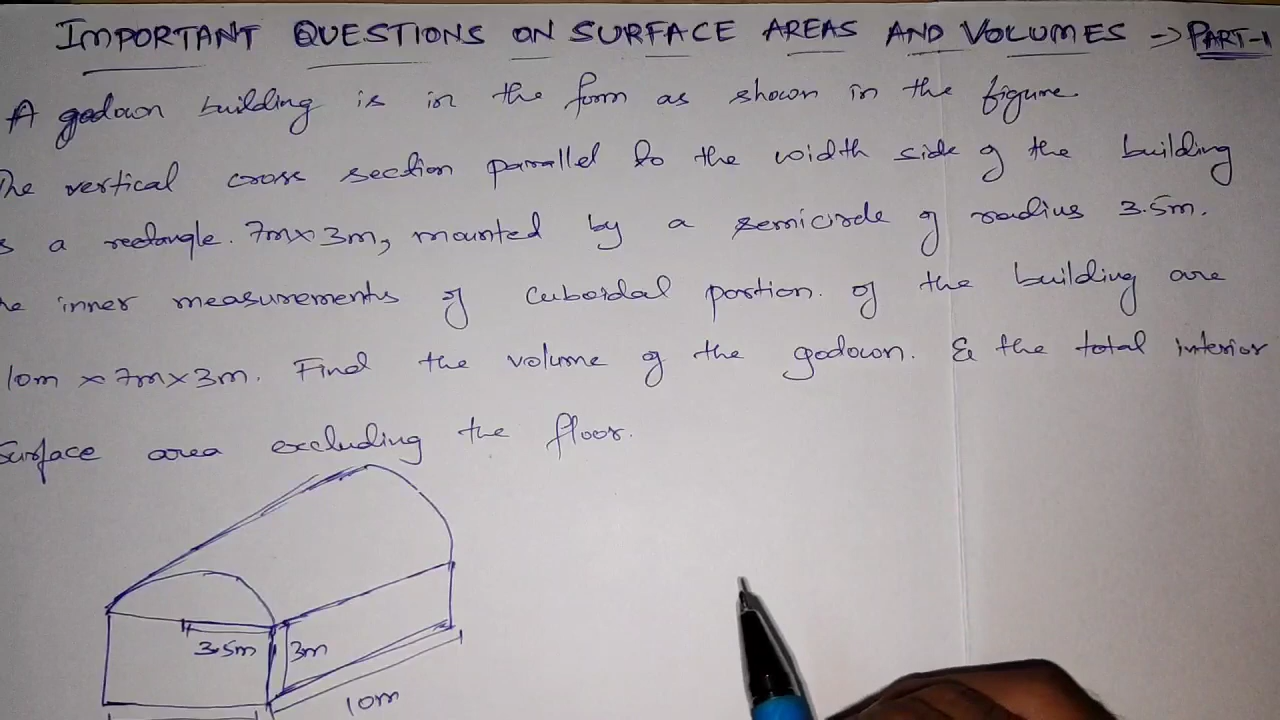 IMPORTANT QUESTIONS ON SURFACE AREAS AND VOLUMES → PART-1
A godown building is in the form as shown in the figure.
The vertical cross section parallel to the width side of the building
s a rectangle. 7m×3m, mounted by a semicircle of radius 3.5m.
he inner measurements of cuboidal portion. of the building are
10m × 7m × 3m. Find the volume of the godown. & the total interior
Surface area excluding the floor.
3.5m
3m
10m